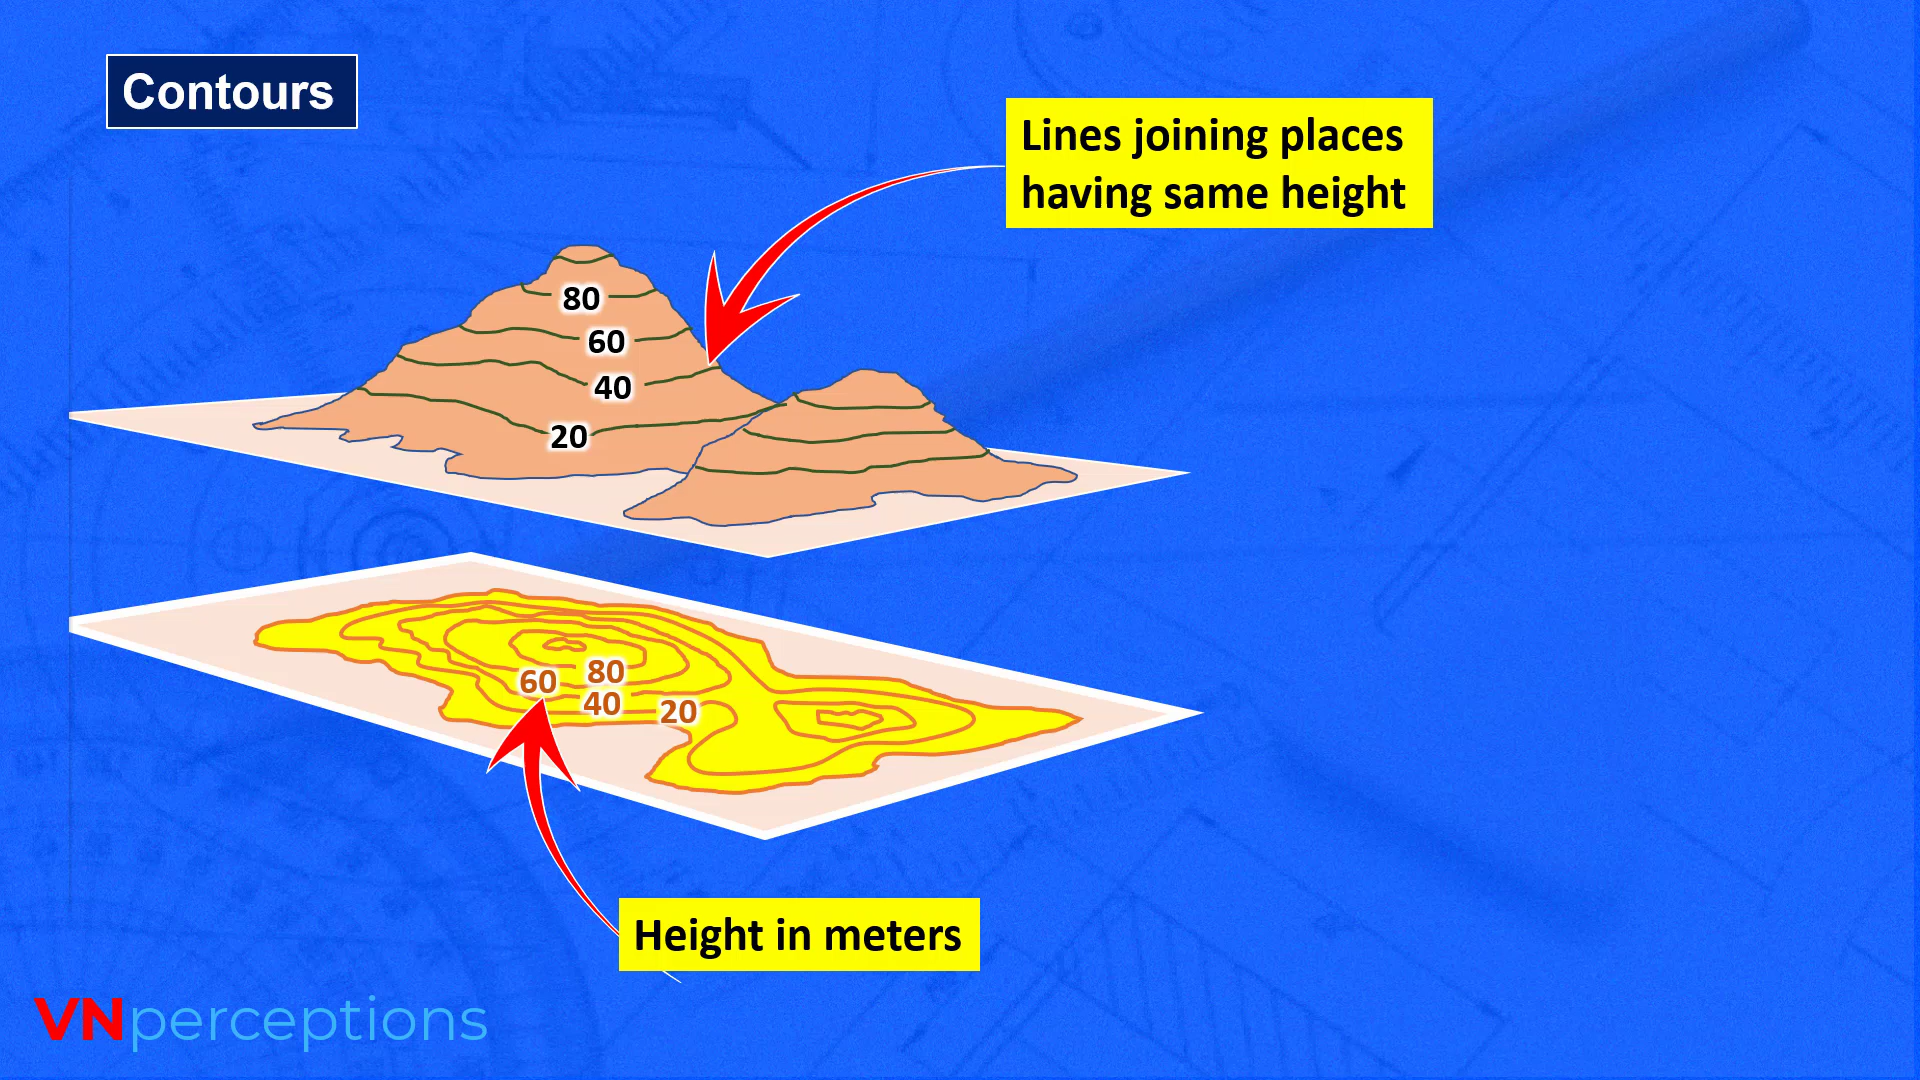 Contours
Lines joining places
having same height
80
60
40
20
80
60
40
20
Height in meters
VNperceptions